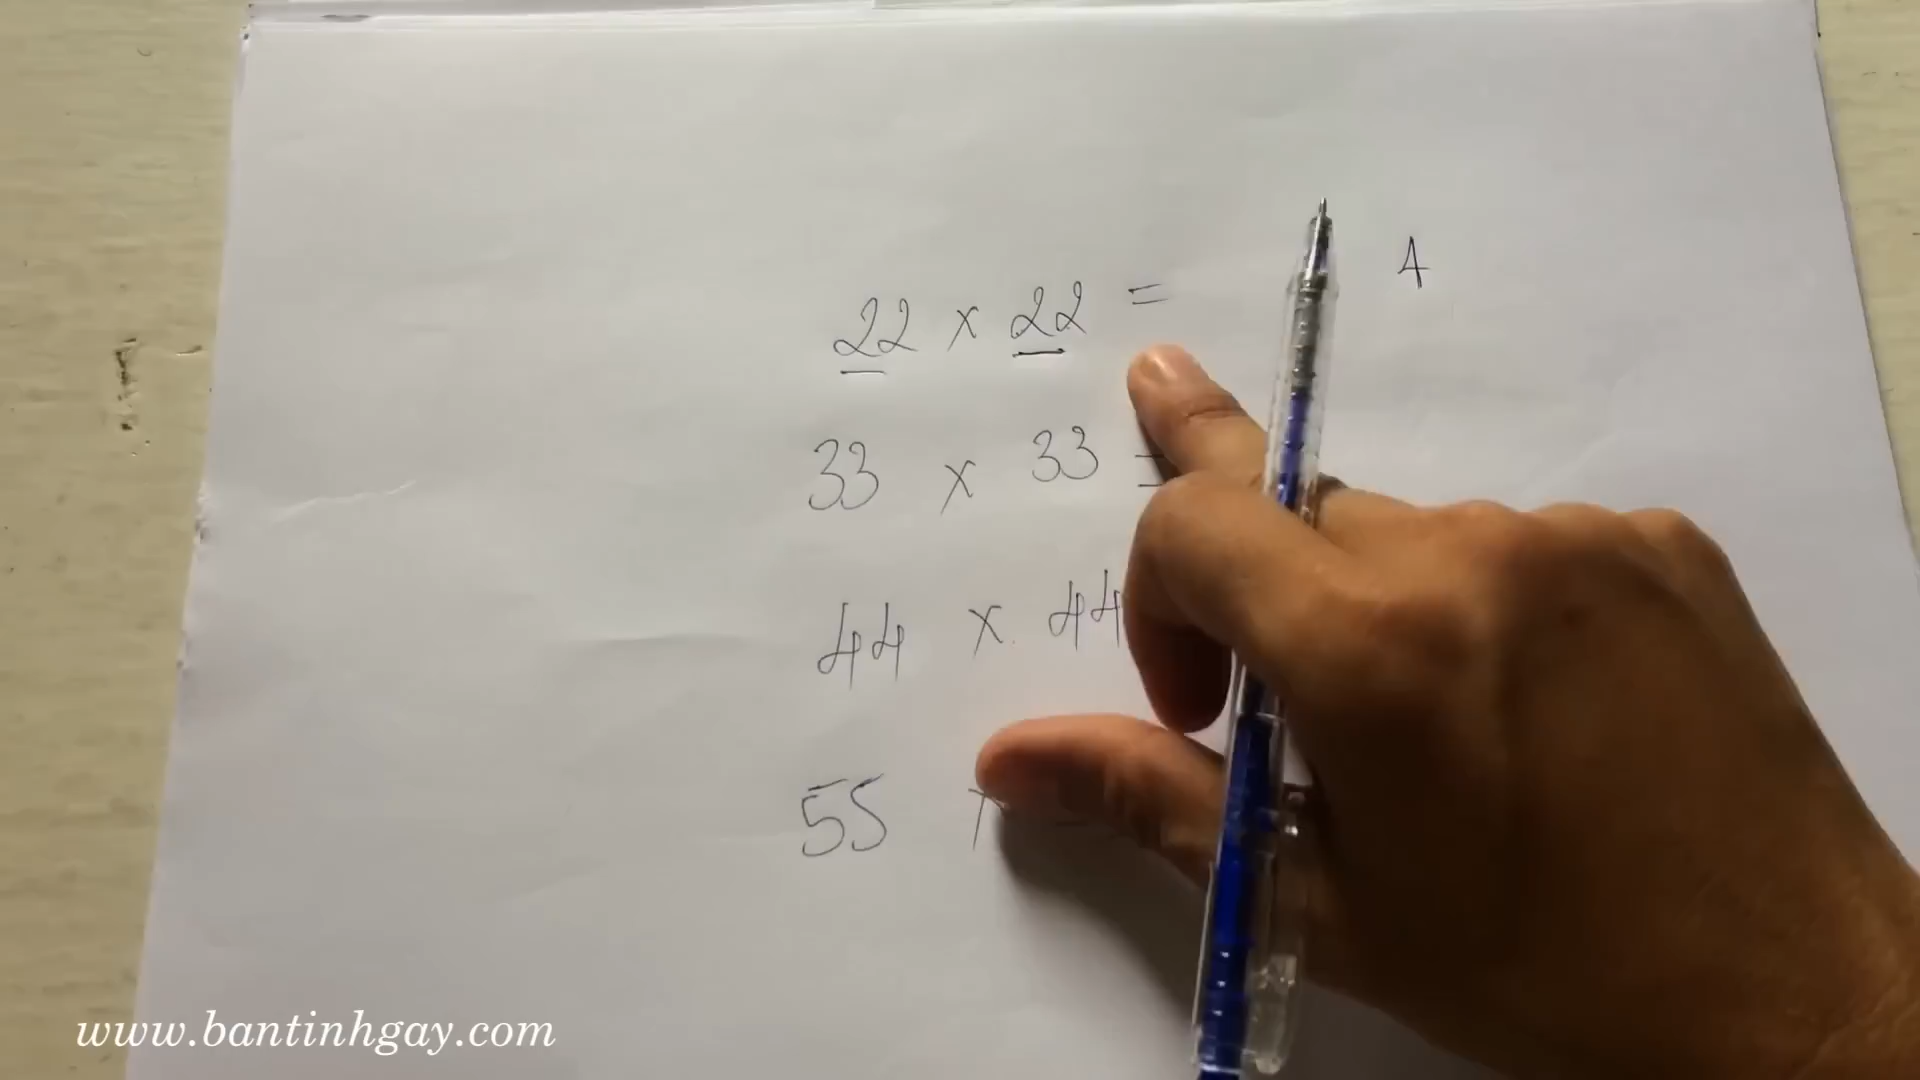 22 x 22 = 4
33 x 33 =
44 x. 44
55
www.bantinhgay.com